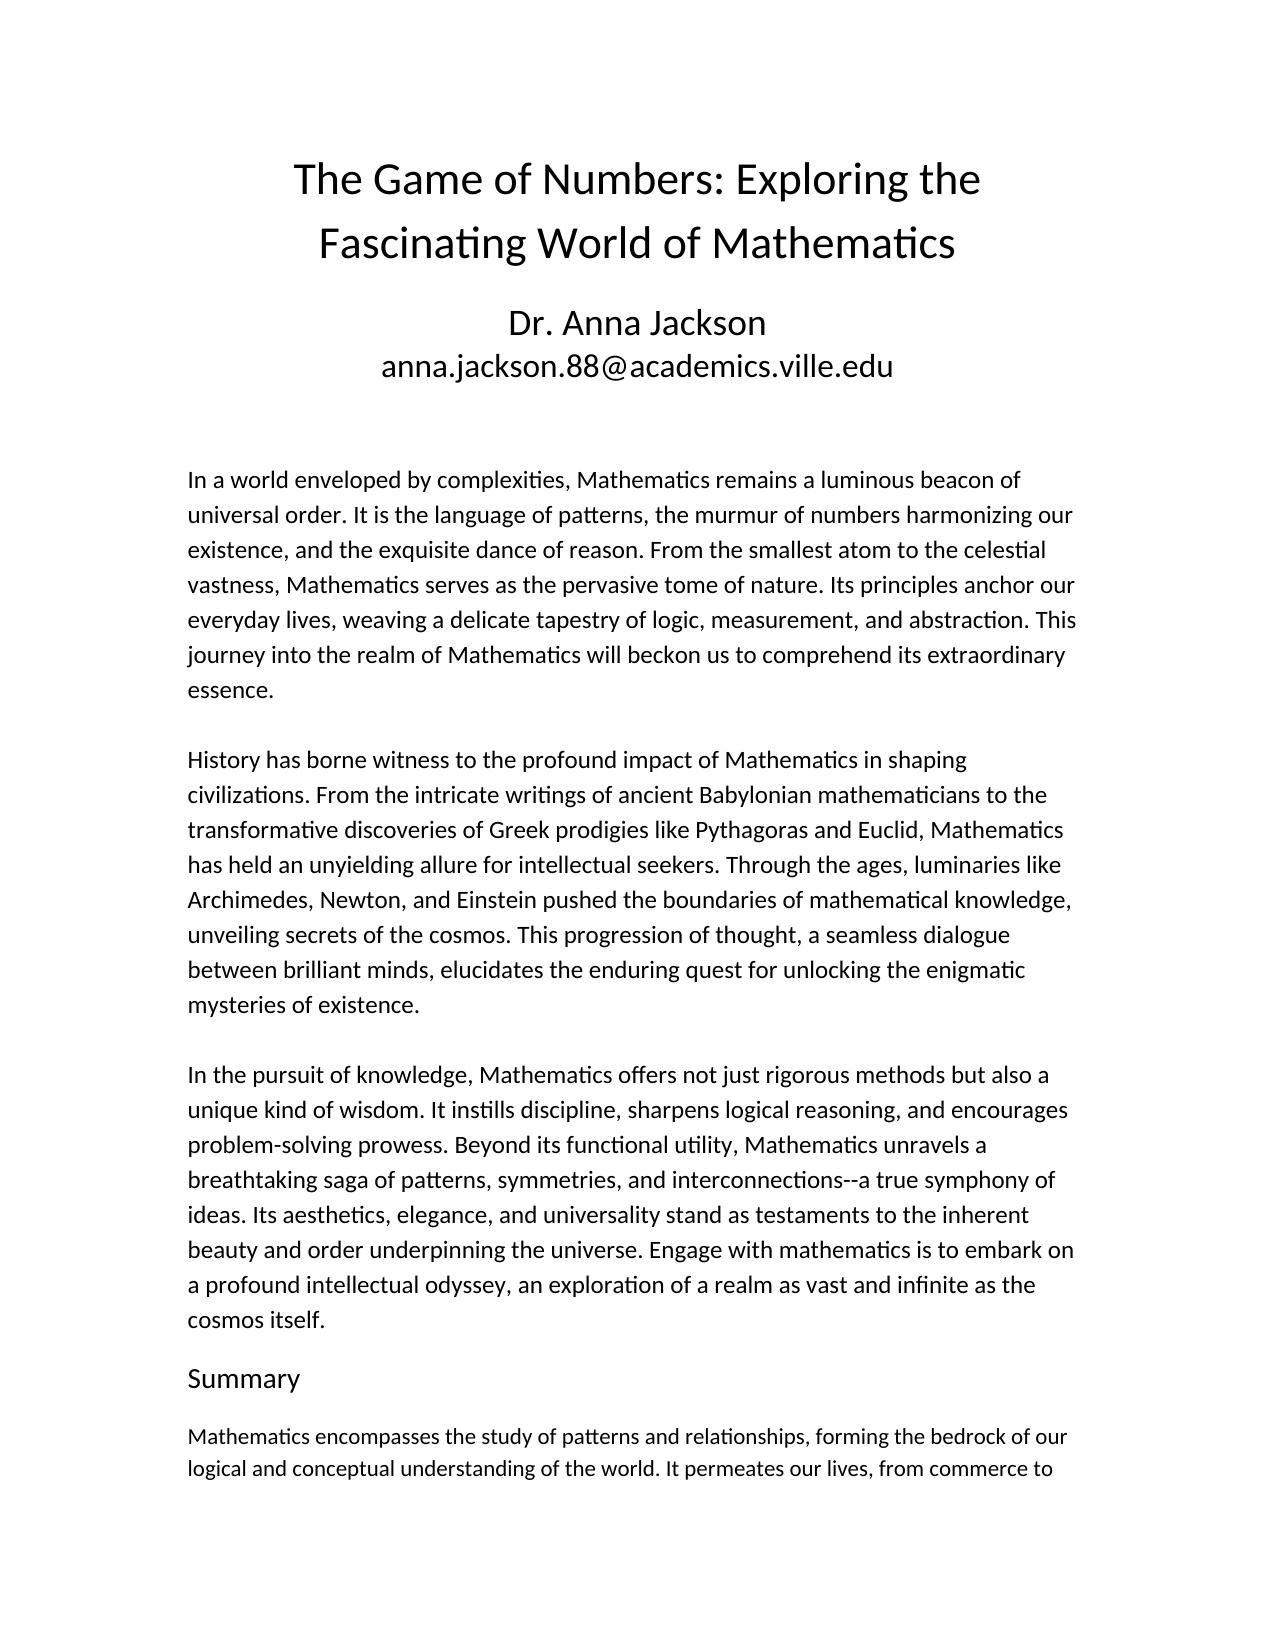 The Game of Numbers: Exploring the
Fascinating World of Mathematics
Dr. Anna Jackson
anna.jackson.88@academics.ville.edu
In a world enveloped by complexities, Mathematics remains a luminous beacon of
universal order. It is the language of patterns, the murmur of numbers harmonizing our
existence, and the exquisite dance of reason. From the smallest atom to the celestial
vastness, Mathematics serves as the pervasive tome of nature. Its principles anchor our
everyday lives, weaving a delicate tapestry of logic, measurement, and abstraction. This
journey into the realm of Mathematics will beckon us to comprehend its extraordinary
essence.
History has borne witness to the profound impact of Mathematics in shaping
civilizations. From the intricate writings of ancient Babylonian mathematicians to the
transformative discoveries of Greek prodigies like Pythagoras and Euclid, Mathematics
has held an unyielding allure for intellectual seekers. Through the ages, luminaries like
Archimedes, Newton, and Einstein pushed the boundaries of mathematical knowledge,
unveiling secrets of the cosmos. This progression of thought, a seamless dialogue
between brilliant minds, elucidates the enduring quest for unlocking the enigmatic
mysteries of existence.
In the pursuit of knowledge, Mathematics offers not just rigorous methods but also a
unique kind of wisdom. It instills discipline, sharpens logical reasoning, and encourages
problem-solving prowess. Beyond its functional utility, Mathematics unravels a
breathtaking saga of patterns, symmetries, and interconnections--a true symphony of
ideas. Its aesthetics, elegance, and universality stand as testaments to the inherent
beauty and order underpinning the universe. Engage with mathematics is to embark on
a profound intellectual odyssey, an exploration of a realm as vast and infinite as the
cosmos itself.
Summary
Mathematics encompasses the study of patterns and relationships, forming the bedrock of our
logical and conceptual understanding of the world. It permeates our lives, from commerce to